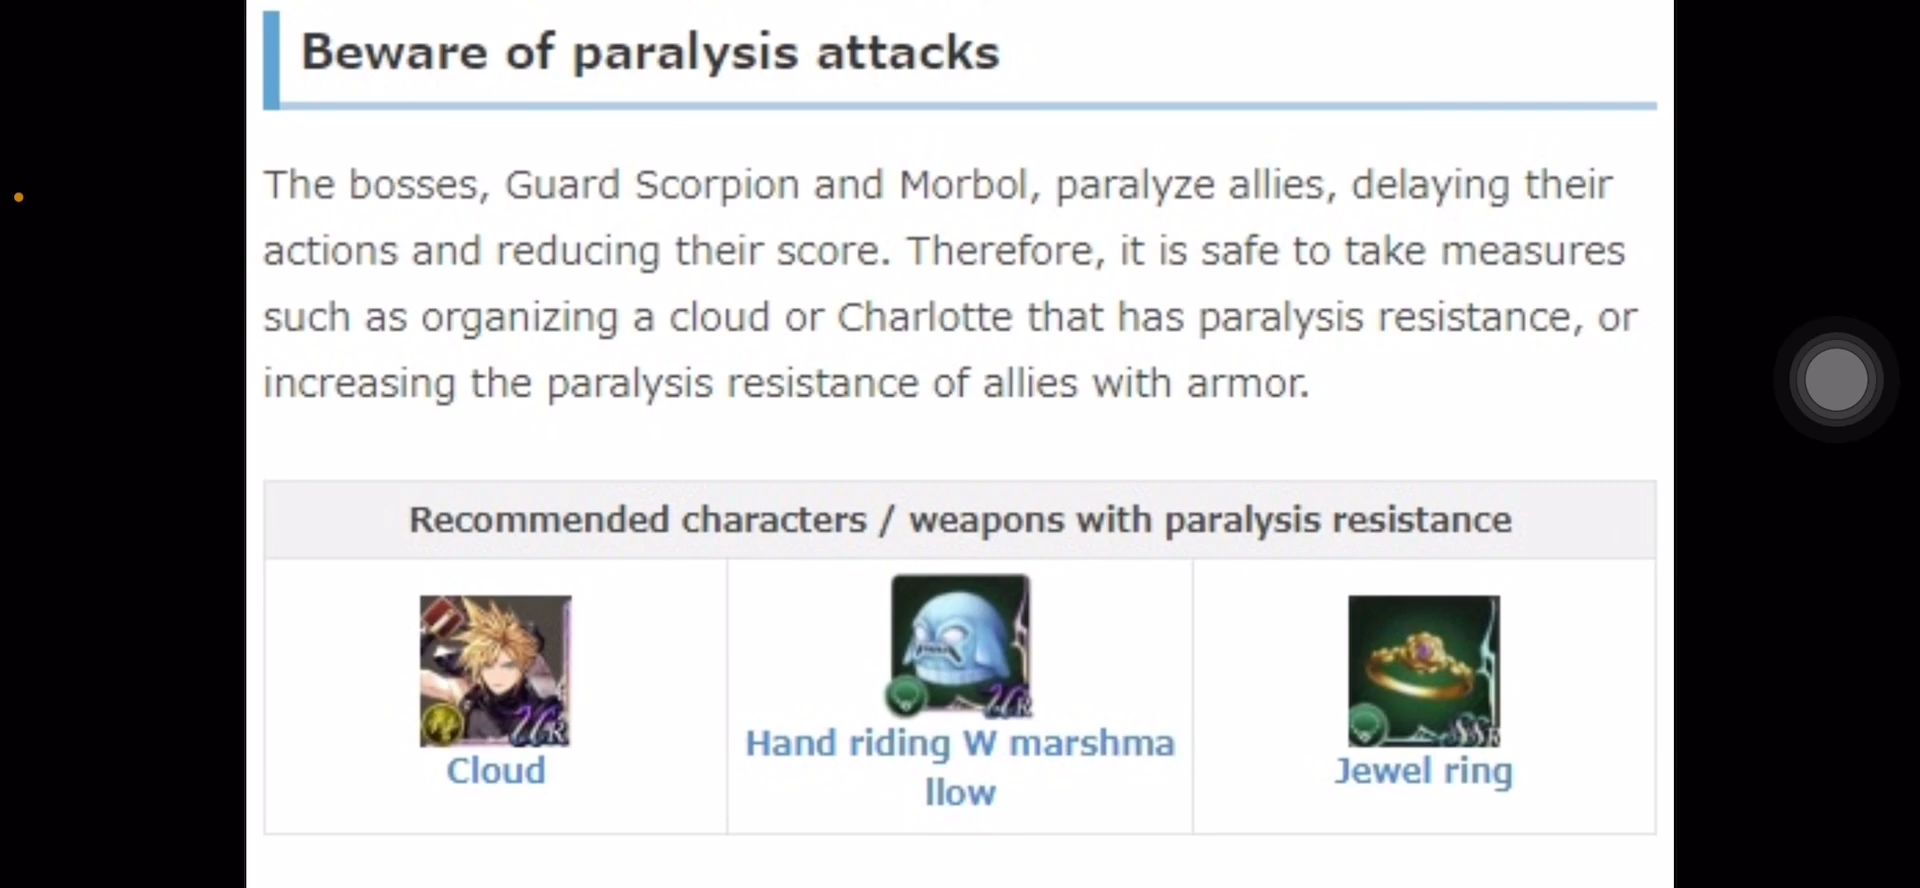 Beware of paralysis attacks
The bosses, Guard Scorpion and Morbol, paralyze allies, delaying their
actions and reducing their score. Therefore, it is safe to take measures
such as organizing a cloud or Charlotte that has paralysis resistance, or
increasing the paralysis resistance of allies with armor.
Recommended characters / weapons with paralysis resistance
UR
UR
SSR
Cloud
Hand riding W marshma
llow
Jewel ring